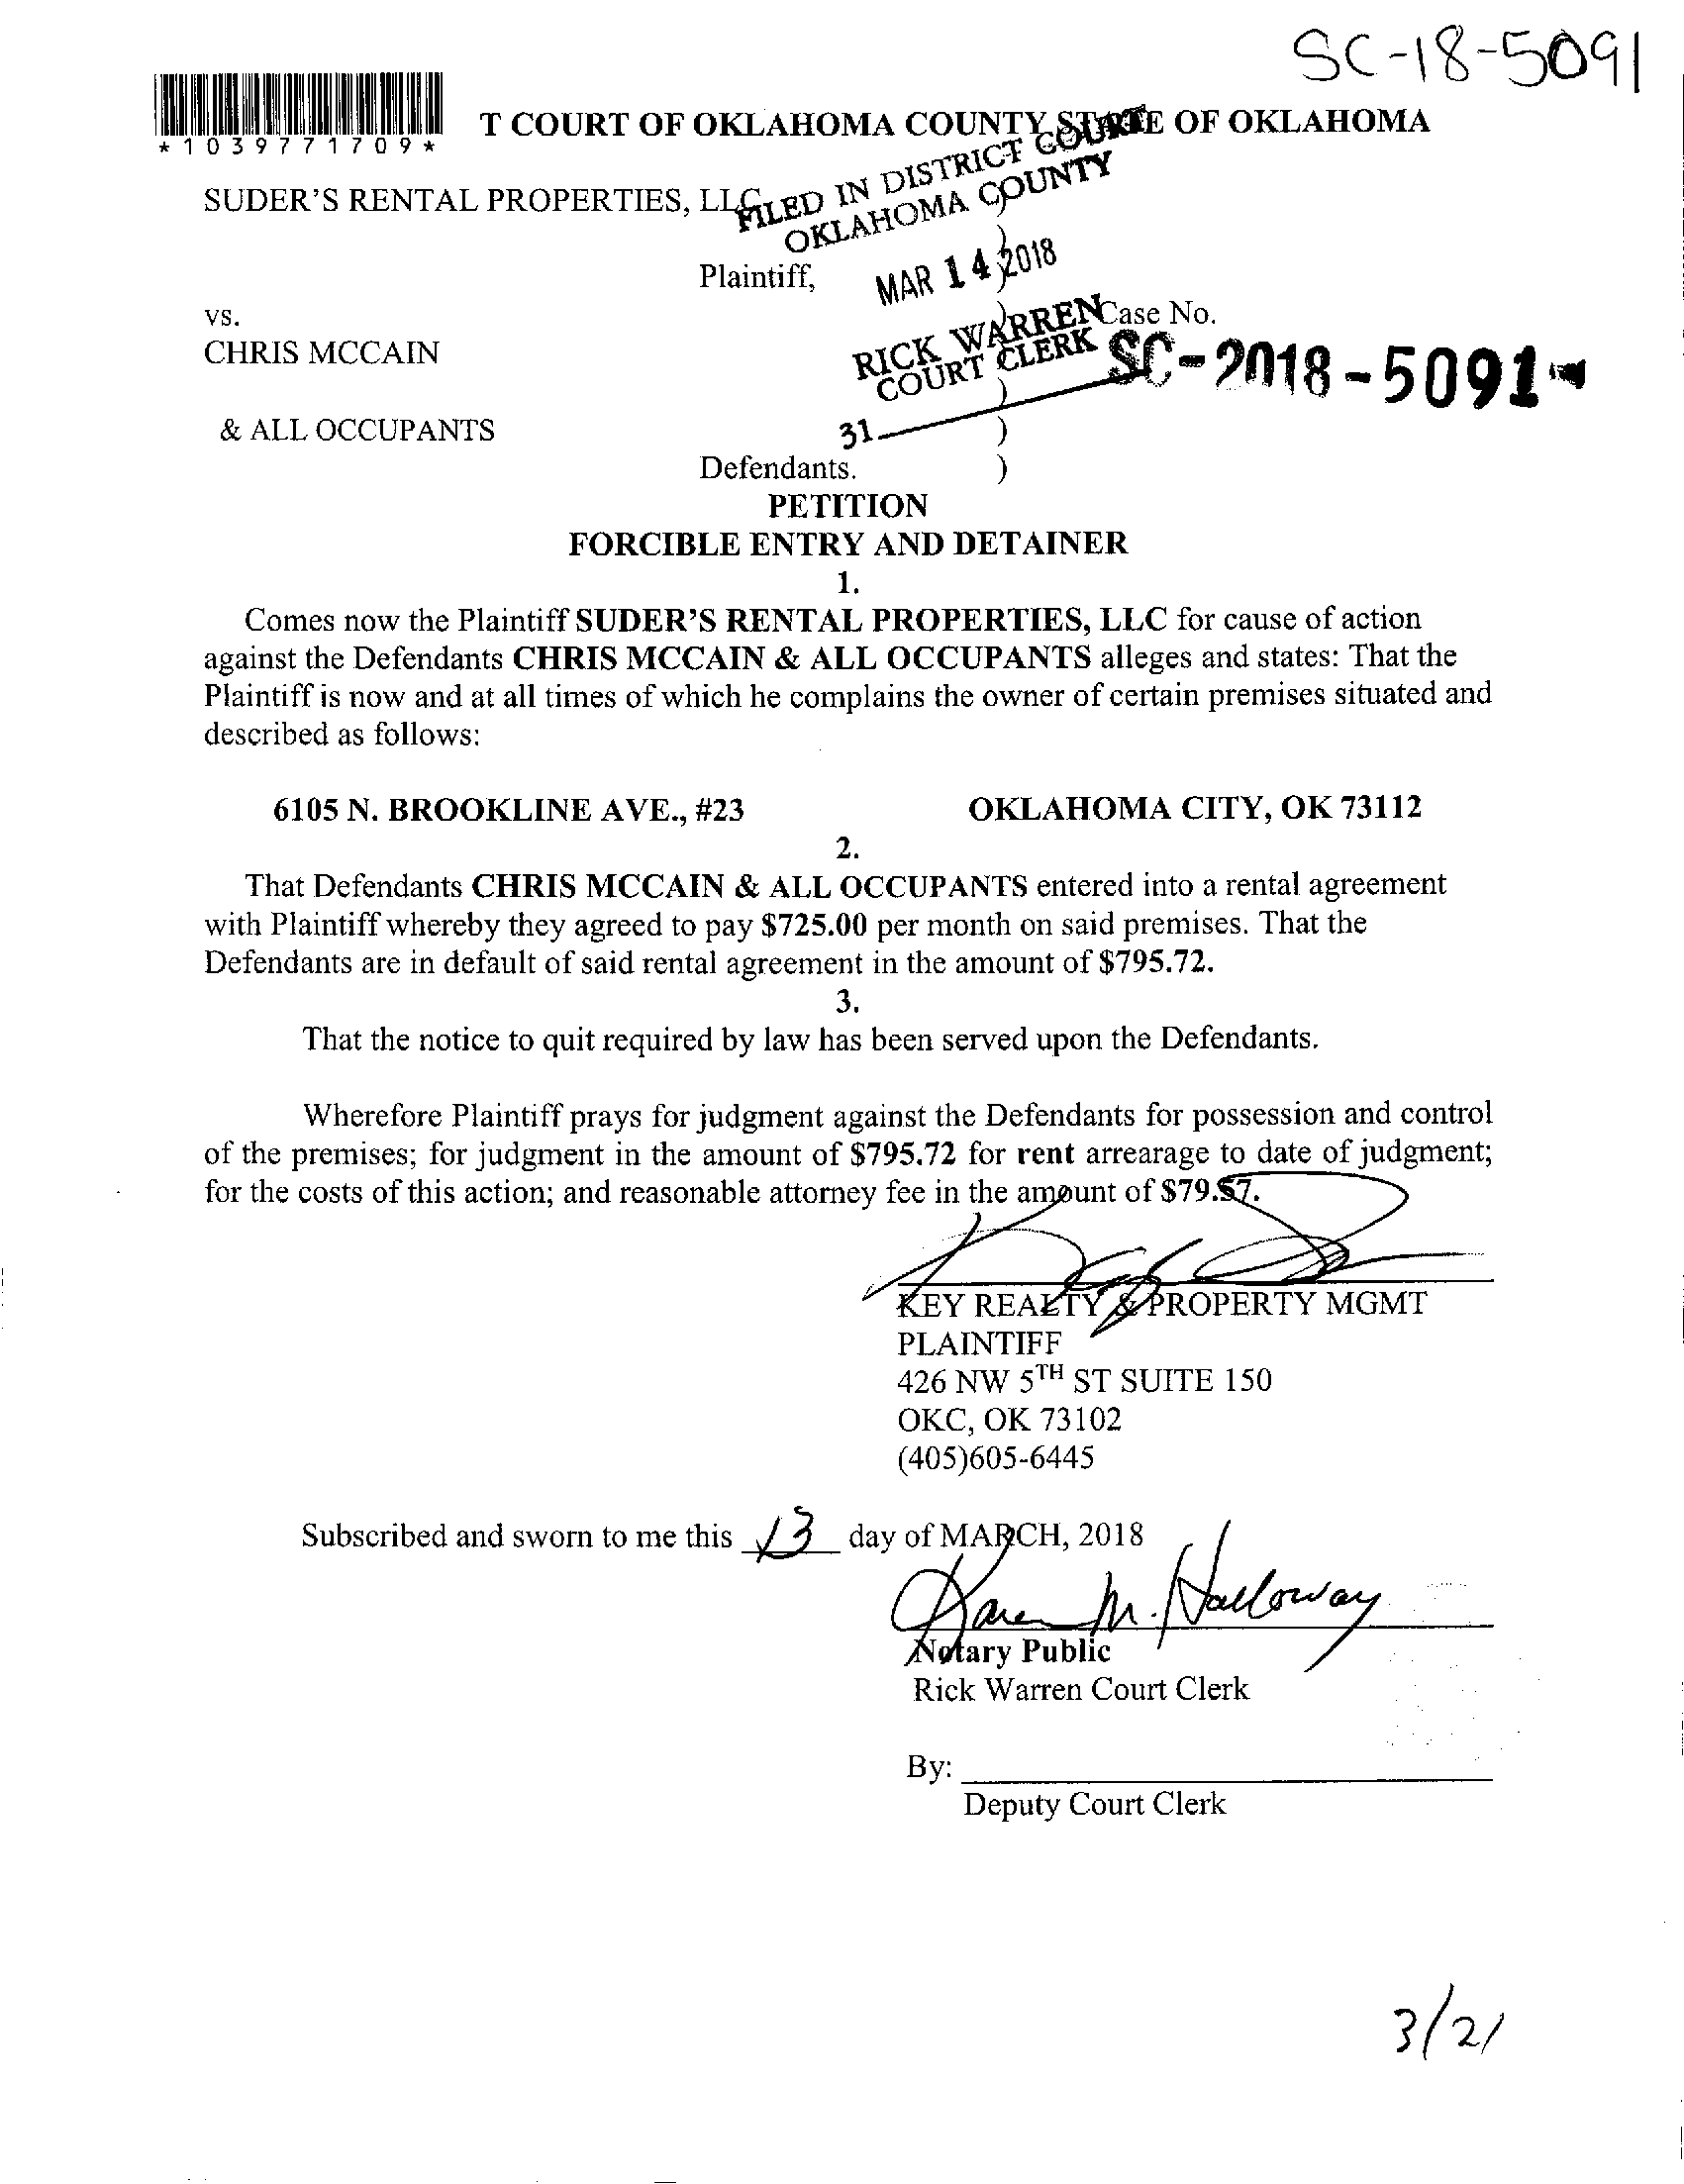 SC-18-5091
*1039771709*
T COURT OF OKLAHOMA COUNTY STATE OF OKLAHOMA
FILED IN DISTRICT COURT
OKLAHOMA COUNTY
SUDER'S RENTAL PROPERTIES, LLC
)
Plaintiff,
MAR 14 2018
)
vs.
)
RICK WARREN
COURT CLERK
Case No.
CHRIS MCCAIN
SC-2018-5091
)
& ALL OCCUPANTS
31
)
Defendants.
)
PETITION
FORCIBLE ENTRY AND DETAINER
1.
Comes now the Plaintiff SUDER'S RENTAL PROPERTIES, LLC for cause of action
against the Defendants CHRIS MCCAIN & ALL OCCUPANTS alleges and states: That the
Plaintiff is now and at all times of which he complains the owner of certain premises situated and
described as follows:
6105 N. BROOKLINE AVE., #23 OKLAHOMA CITY, OK 73112
2.
That Defendants CHRIS MCCAIN & ALL OCCUPANTS entered into a rental agreement
with Plaintiff whereby they agreed to pay $725.00 per month on said premises. That the
Defendants are in default of said rental agreement in the amount of $795.72.
3.
That the notice to quit required by law has been served upon the Defendants.
Wherefore Plaintiff prays for judgment against the Defendants for possession and control
of the premises; for judgment in the amount of $795.72 for rent arrearage to date of judgment;
for the costs of this action; and reasonable attorney fee in the amount of $79.57.
KEY REALTY & PROPERTY MGMT
PLAINTIFF
426 NW 5TH ST SUITE 150
OKC, OK 73102
(405)605-6445
Subscribed and sworn to me this 13 day of MARCH, 2018
Karen M. Halloway
Notary Public
Rick Warren Court Clerk
By:
Deputy Court Clerk
3/21